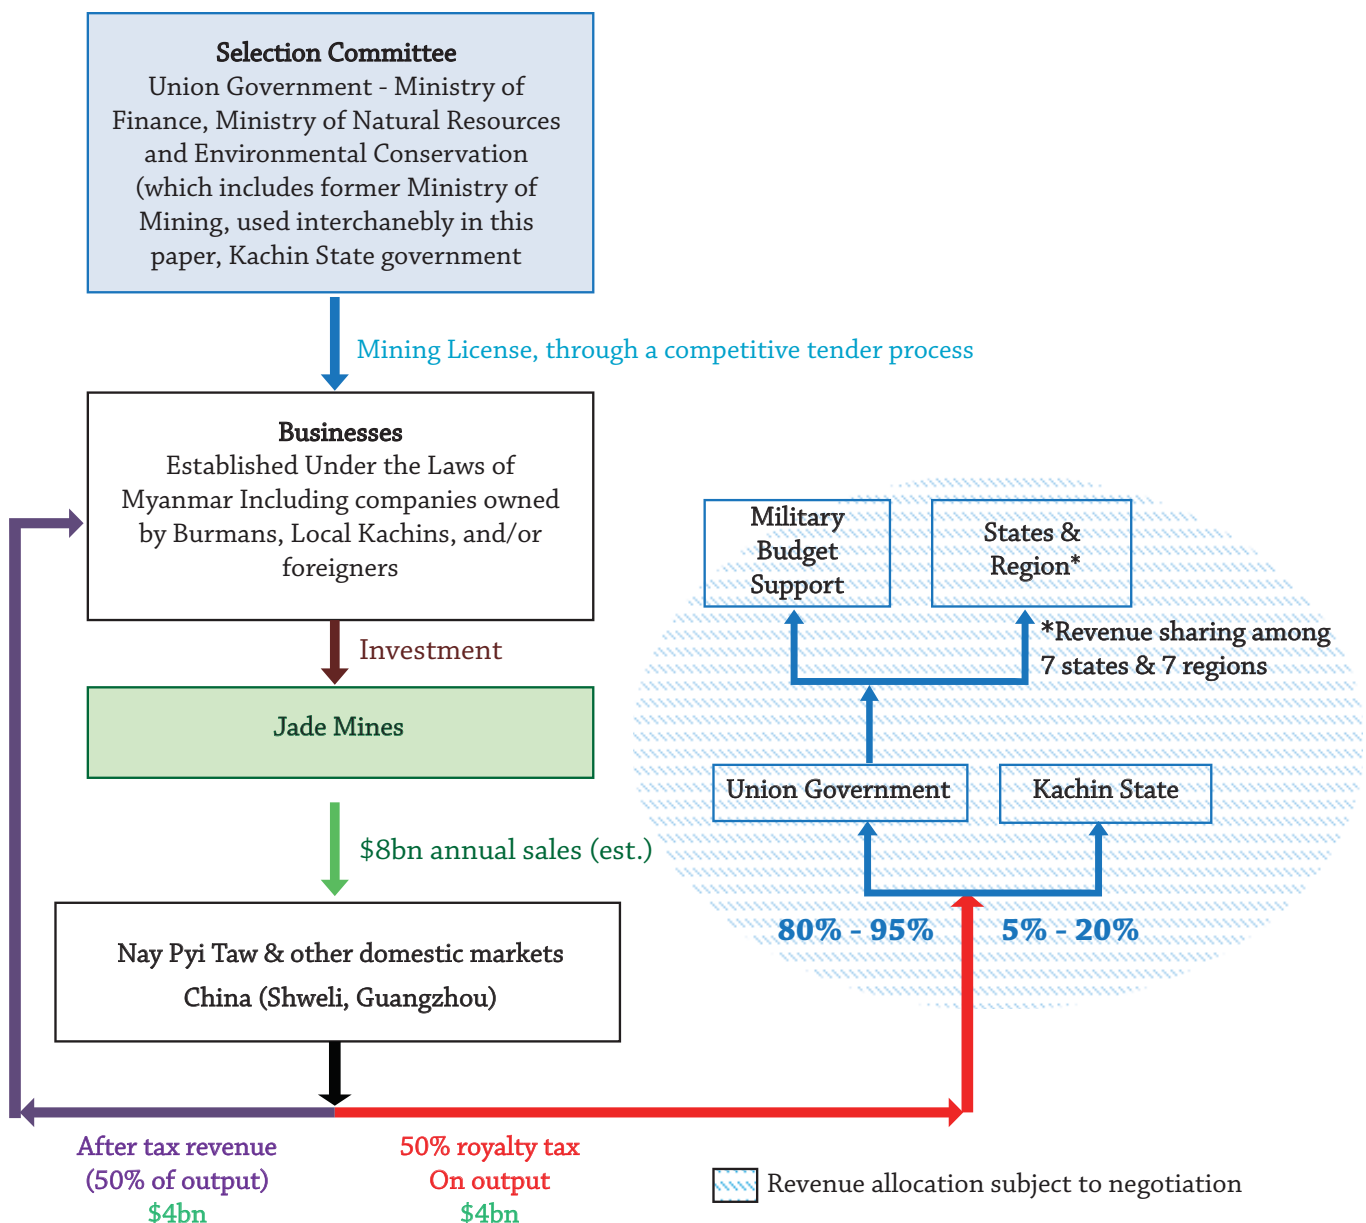 Selection Committee
Union Government - Ministry of
Finance, Ministry of Natural Resources
and Environmental Conservation
(which includes former Ministry of
Mining, used interchanebly in this
paper, Kachin State government
Mining License, through a competitive tender process
Businesses
Established Under the Laws of
Myanmar Including companies owned
by Burmans, Local Kachins, and/or
foreigners
Investment
Jade Mines
$8bn annual sales (est.)
Nay Pyi Taw & other domestic markets
China (Shweli, Guangzhou)
After tax revenue
(50% of output)
$4bn
50% royalty tax
On output
$4bn
Military
Budget
Support
States &
Region*
*Revenue sharing among
7 states & 7 regions
Union Government
Kachin State
80% - 95%
5% - 20%
Revenue allocation subject to negotiation